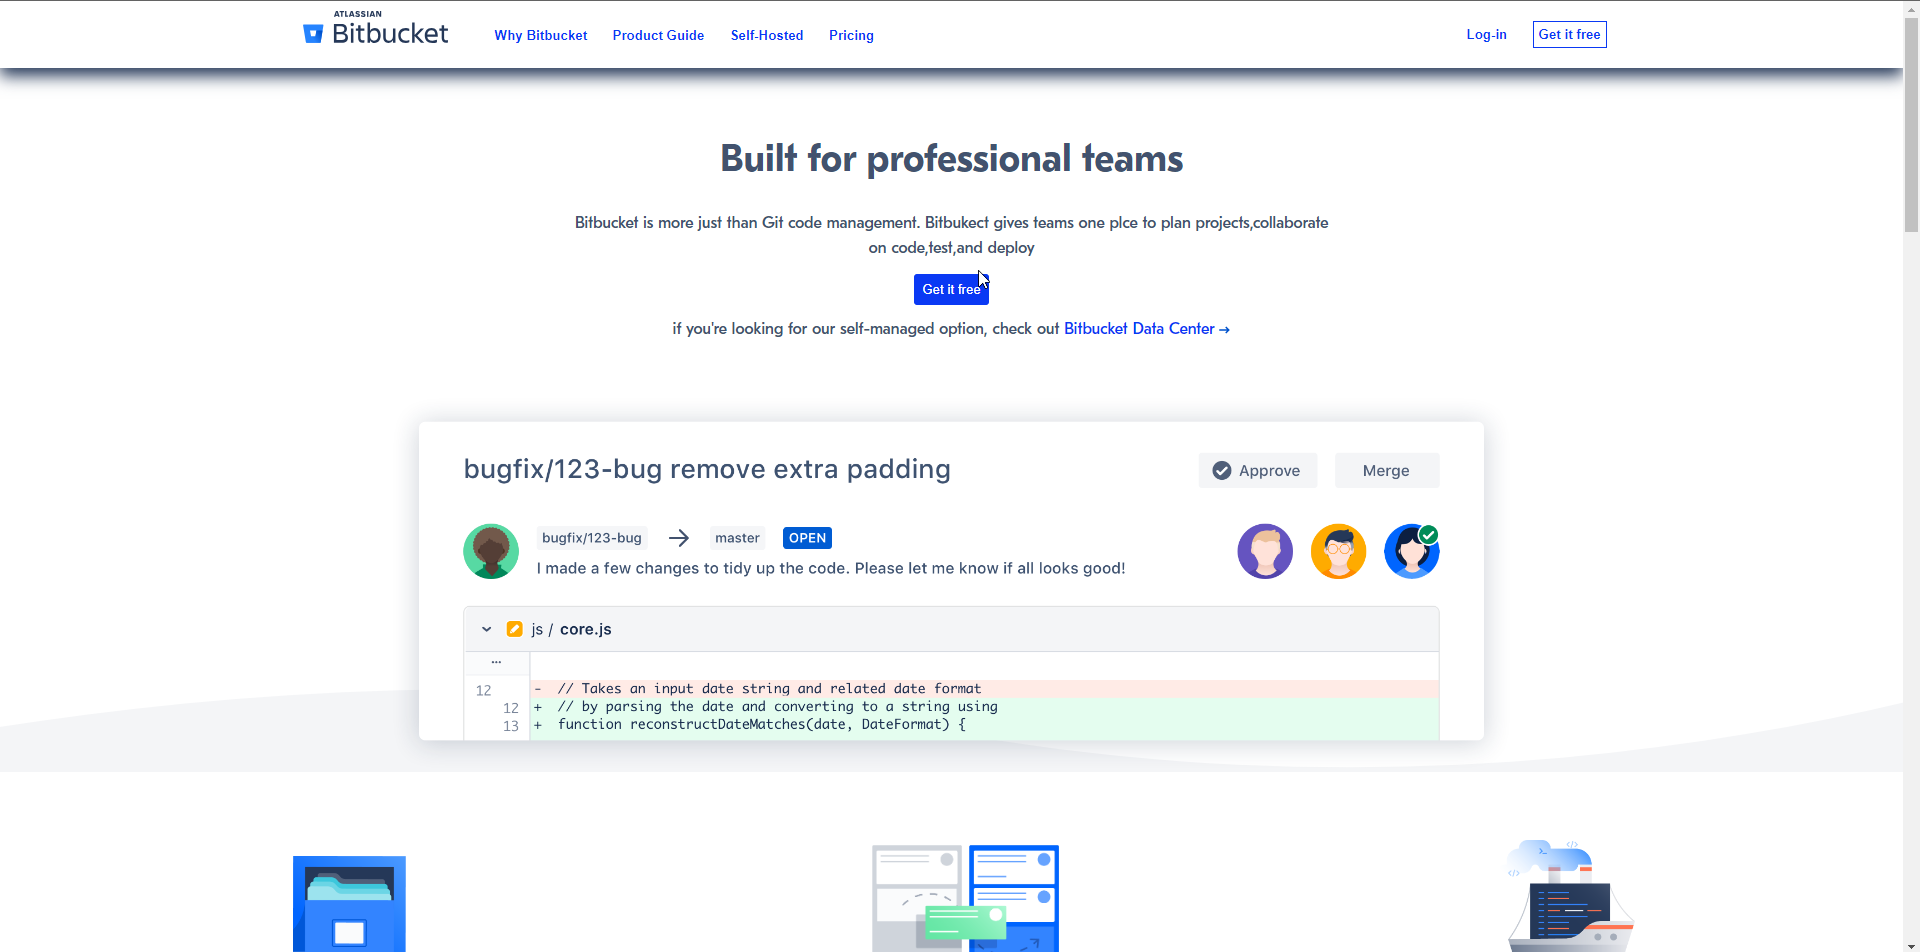 ATLASSIAN
Bitbucket
Why Bitbucket Product Guide Self-Hosted Pricing Log-in Get it free
Built for professional teams
Bitbucket is more just than Git code management. Bitbukect gives teams one plce to plan projects,collaborate
on code,test,and deploy
Get it free
if you're looking for our self-managed option, check out Bitbucket Data Center →
bugfix/123-bug remove extra padding Approve Merge
bugfix/123-bug → master OPEN
I made a few changes to tidy up the code. Please let me know if all looks good!
js / core.js
...
12 - // Takes an input date string and related date format
12 + // by parsing the date and converting to a string using
13 + function reconstructDateMatches(date, DateFormat) {
>_ </>
</>